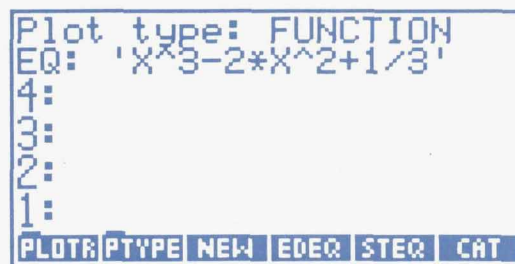 Plot type: FUNCTION
EQ: 'X^3-2*X^2+1/3'
4:
3:
2:
1:
PLOTR PTYPE NEW EDEQ STEQ CAT